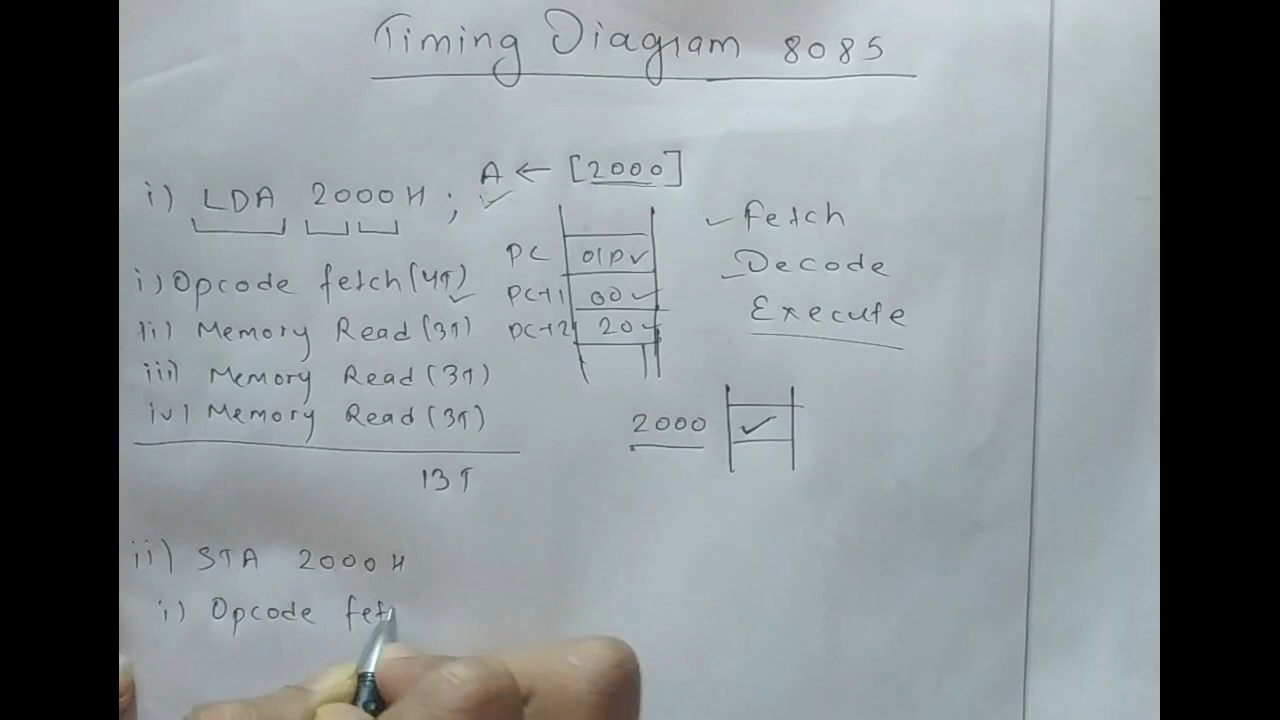 Timing Diagram 8085
i) LDA 2000H ; A ← [2000]
i) Opcode fetch (4T)
ii) Memory Read (3T)
iii) Memory Read (3T)
iv) Memory Read (3T)
13T
PC O/P
PC+1 00
PC+2 20
Fetch
Decode
Execute
2000
ii) STA 2000H
i) Opcode fet